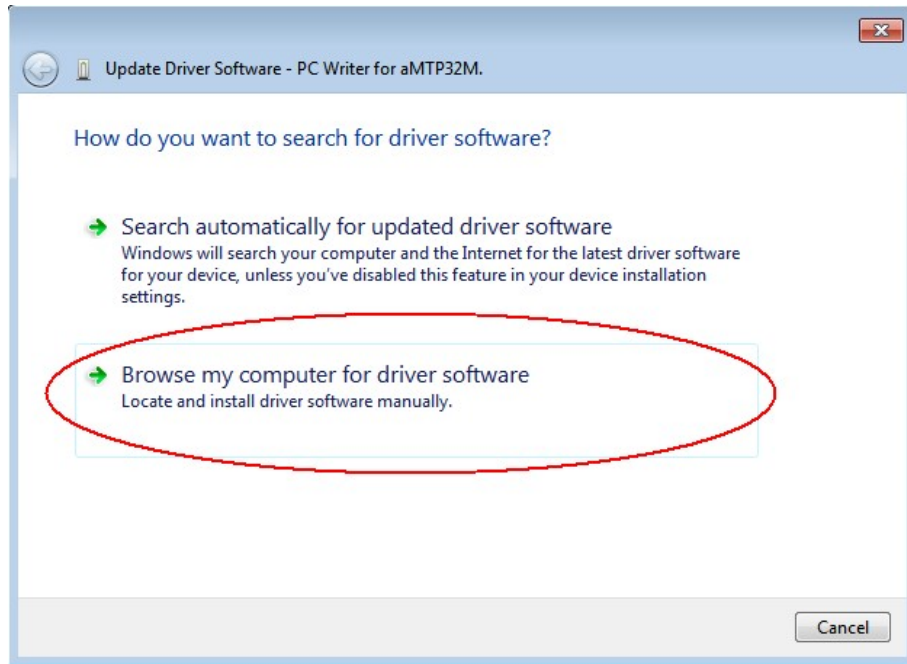 Update Driver Software - PC Writer for aMTP32M.
How do you want to search for driver software?
Search automatically for updated driver software
Windows will search your computer and the Internet for the latest driver software
for your device, unless you've disabled this feature in your device installation
settings.
Browse my computer for driver software
Locate and install driver software manually.
Cancel